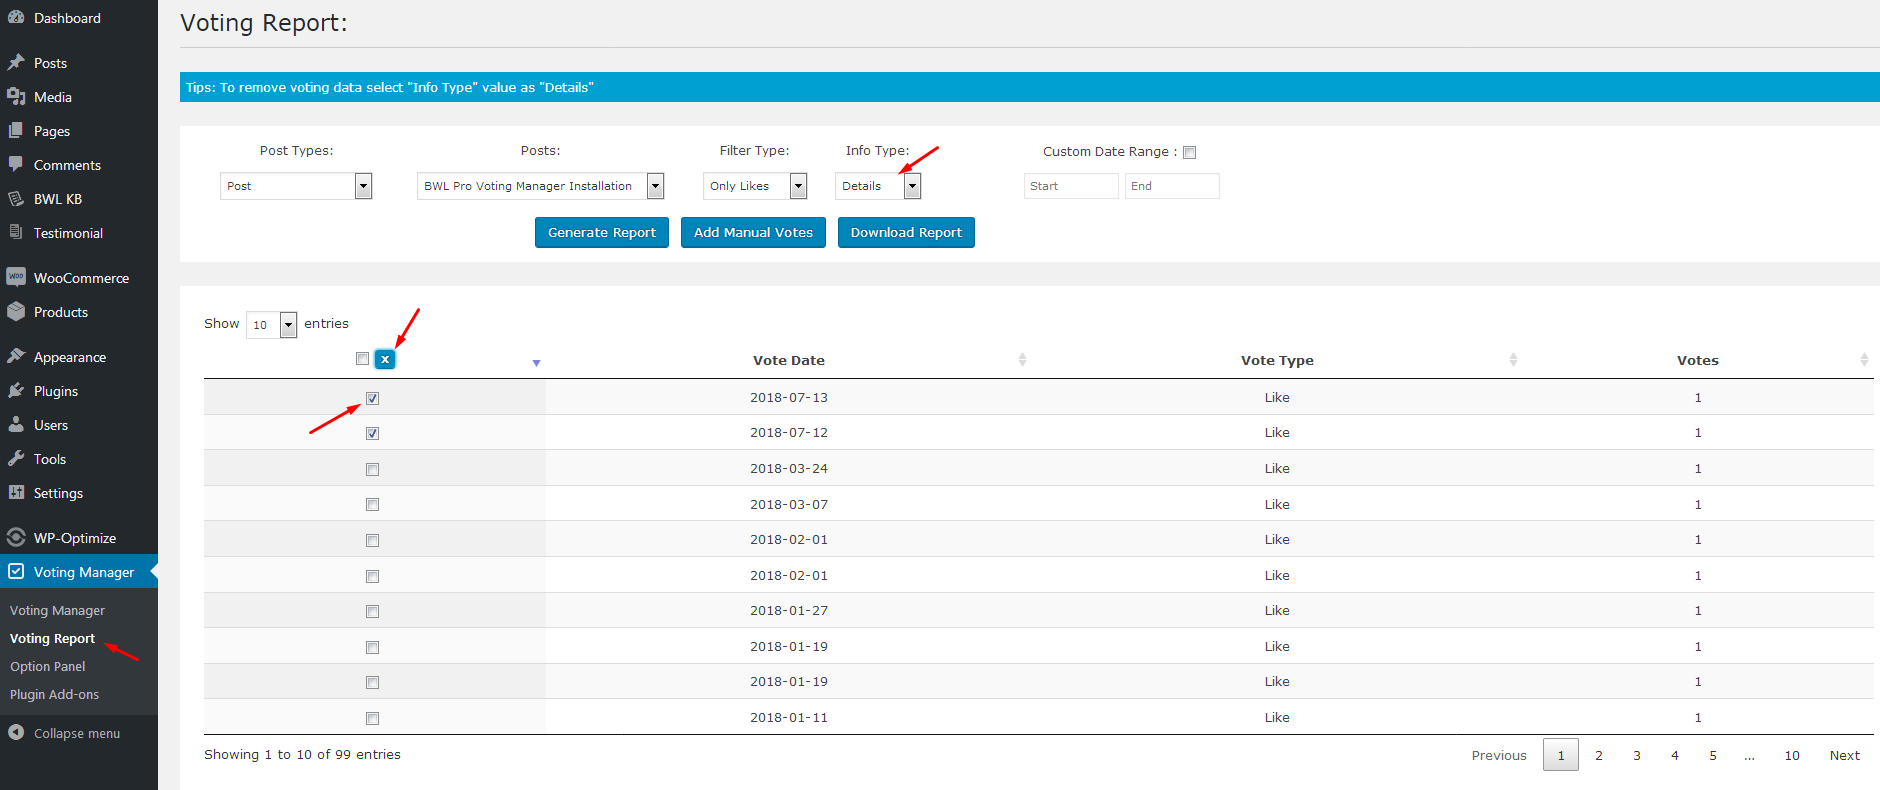 Dashboard
Posts
Media
Pages
Comments
BWL KB
Testimonial
WooCommerce
Products
Appearance
Plugins
Users
Tools
Settings
WP-Optimize
Voting Manager
Voting Manager
Voting Report
Option Panel
Plugin Add-ons
Collapse menu
Voting Report:
Tips: To remove voting data select "Info Type" value as "Details"
Post Types: Posts: Filter Type: Info Type: Custom Date Range :
Post BWL Pro Voting Manager Installation Only Likes Details Start End
Generate Report Add Manual Votes Download Report
Show 10 entries
x Vote Date Vote Type Votes
2018-07-13 Like 1
2018-07-12 Like 1
2018-03-24 Like 1
2018-03-07 Like 1
2018-02-01 Like 1
2018-02-01 Like 1
2018-01-27 Like 1
2018-01-19 Like 1
2018-01-19 Like 1
2018-01-11 Like 1
Showing 1 to 10 of 99 entries Previous 1 2 3 4 5 ... 10 Next